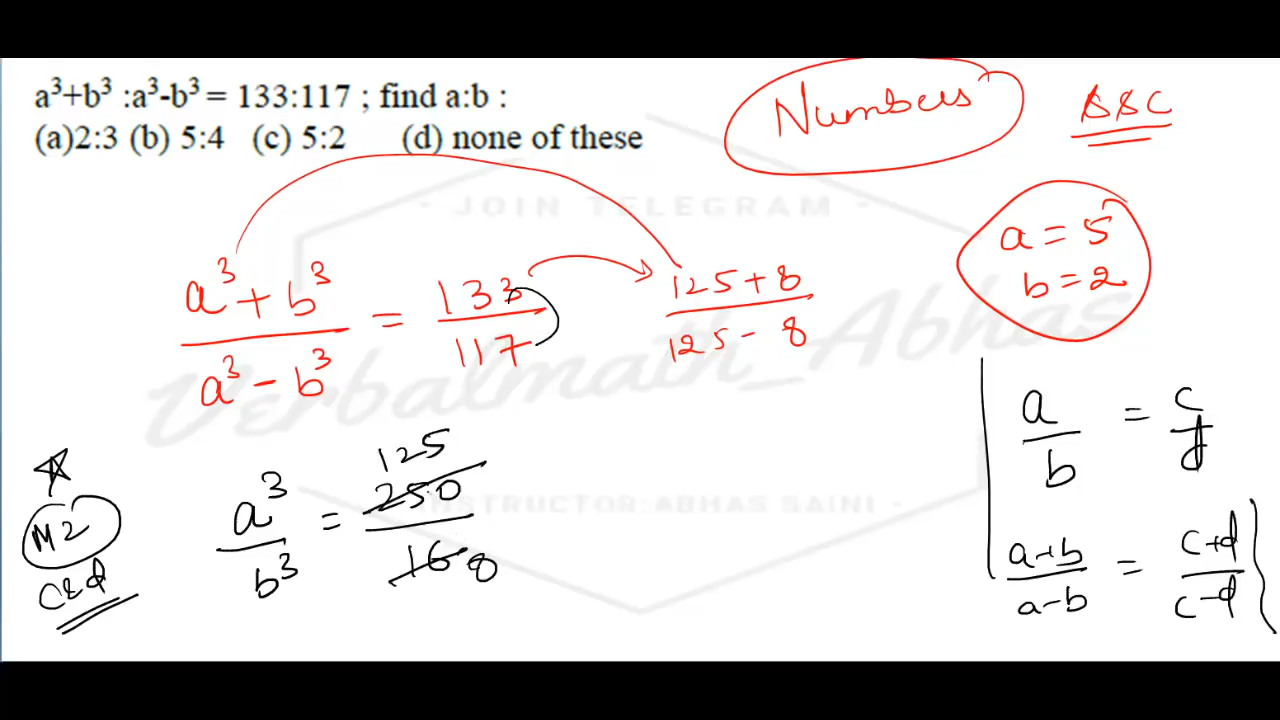 a³+b³ :a³-b³ = 133:117 ; find a:b :
(a)2:3 (b) 5:4 (c) 5:2 (d) none of these
Numbers
SSC
- JOIN TELEGRAM -
a = 5
b = 2
a³ + b³ / a³ - b³ = 133 / 117
125 + 8 / 125 - 8
Verbalmath_Abhas
a / b = c / d
M2
C&d
a³ / b³ = 250 / 16
125
8
INSTRUCTOR:ABHAS SAINI -
a+b / a-b = c+d / c-d